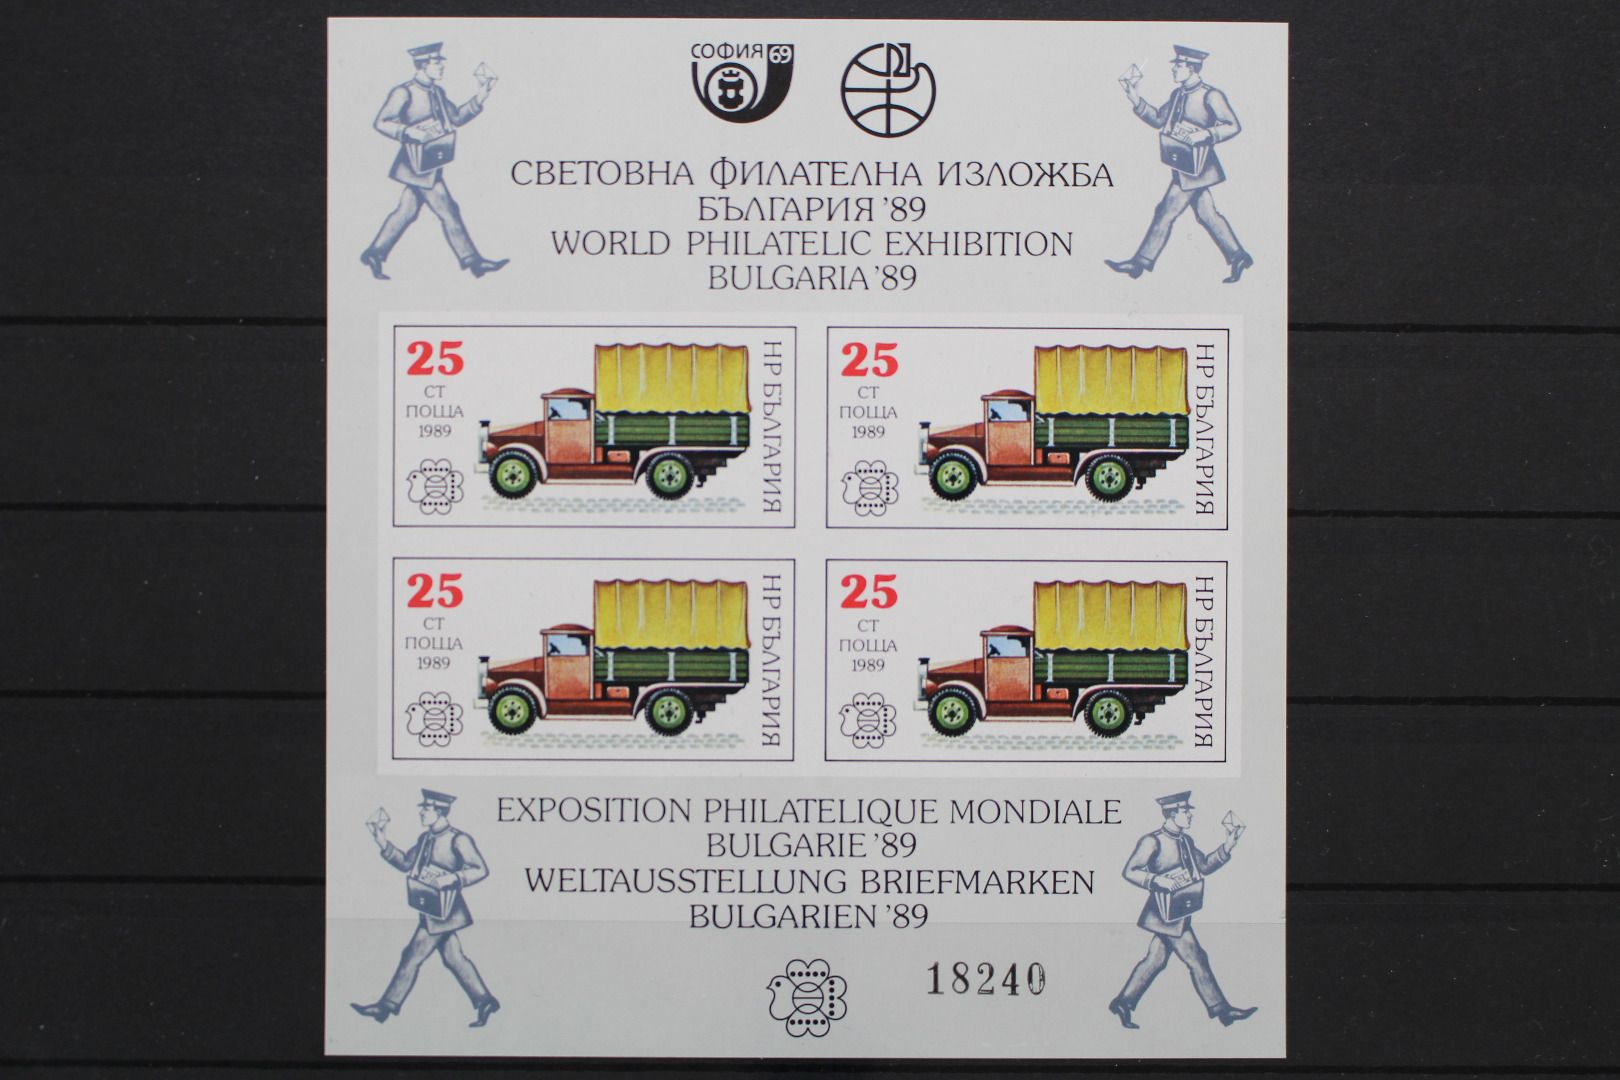 СОФИЯ 69
СВЕТОВНА ФИЛАТЕЛНА ИЗЛОЖБА
БЪЛГАРИЯ '89
WORLD PHILATELIC EXHIBITION
BULGARIA '89
25
СТ
ПОЩА
1989
НР БЪЛГАРИЯ
25
СТ
ПОЩА
1989
НР БЪЛГАРИЯ
25
СТ
ПОЩА
1989
НР БЪЛГАРИЯ
25
СТ
ПОЩА
1989
НР БЪЛГАРИЯ
EXPOSITION PHILATELIQUE MONDIALE
BULGARIE '89
WELTAUSSTELLUNG BRIEFMARKEN
BULGARIEN '89
18240